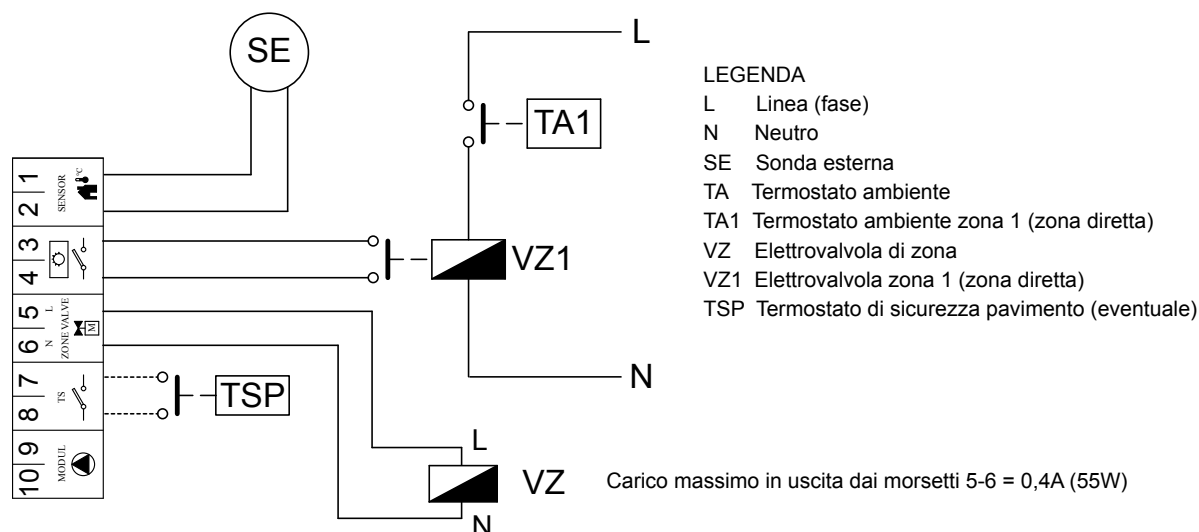 SE
L
TA1
VZ1
N
1
2
SENSOR
°C
3
4
5
6
L
N
ZONE VALVE
M
7
8
TS
TSP
9
10
MODUL
L
VZ
N
LEGENDA
L Linea (fase)
N Neutro
SE Sonda esterna
TA Termostato ambiente
TA1 Termostato ambiente zona 1 (zona diretta)
VZ Elettrovalvola di zona
VZ1 Elettrovalvola zona 1 (zona diretta)
TSP Termostato di sicurezza pavimento (eventuale)
Carico massimo in uscita dai morsetti 5-6 = 0,4A (55W)